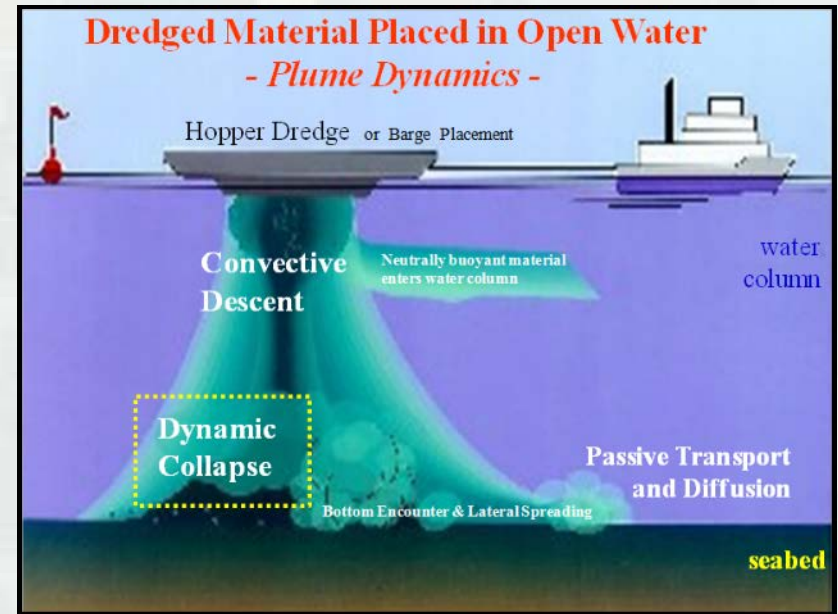 Dredged Material Placed in Open Water
- Plume Dynamics -
Hopper Dredge or Barge Placement
Convective
Descent
Neutrally buoyant material
enters water column
water
column
Dynamic
Collapse
Passive Transport
and Diffusion
Bottom Encounter & Lateral Spreading
seabed